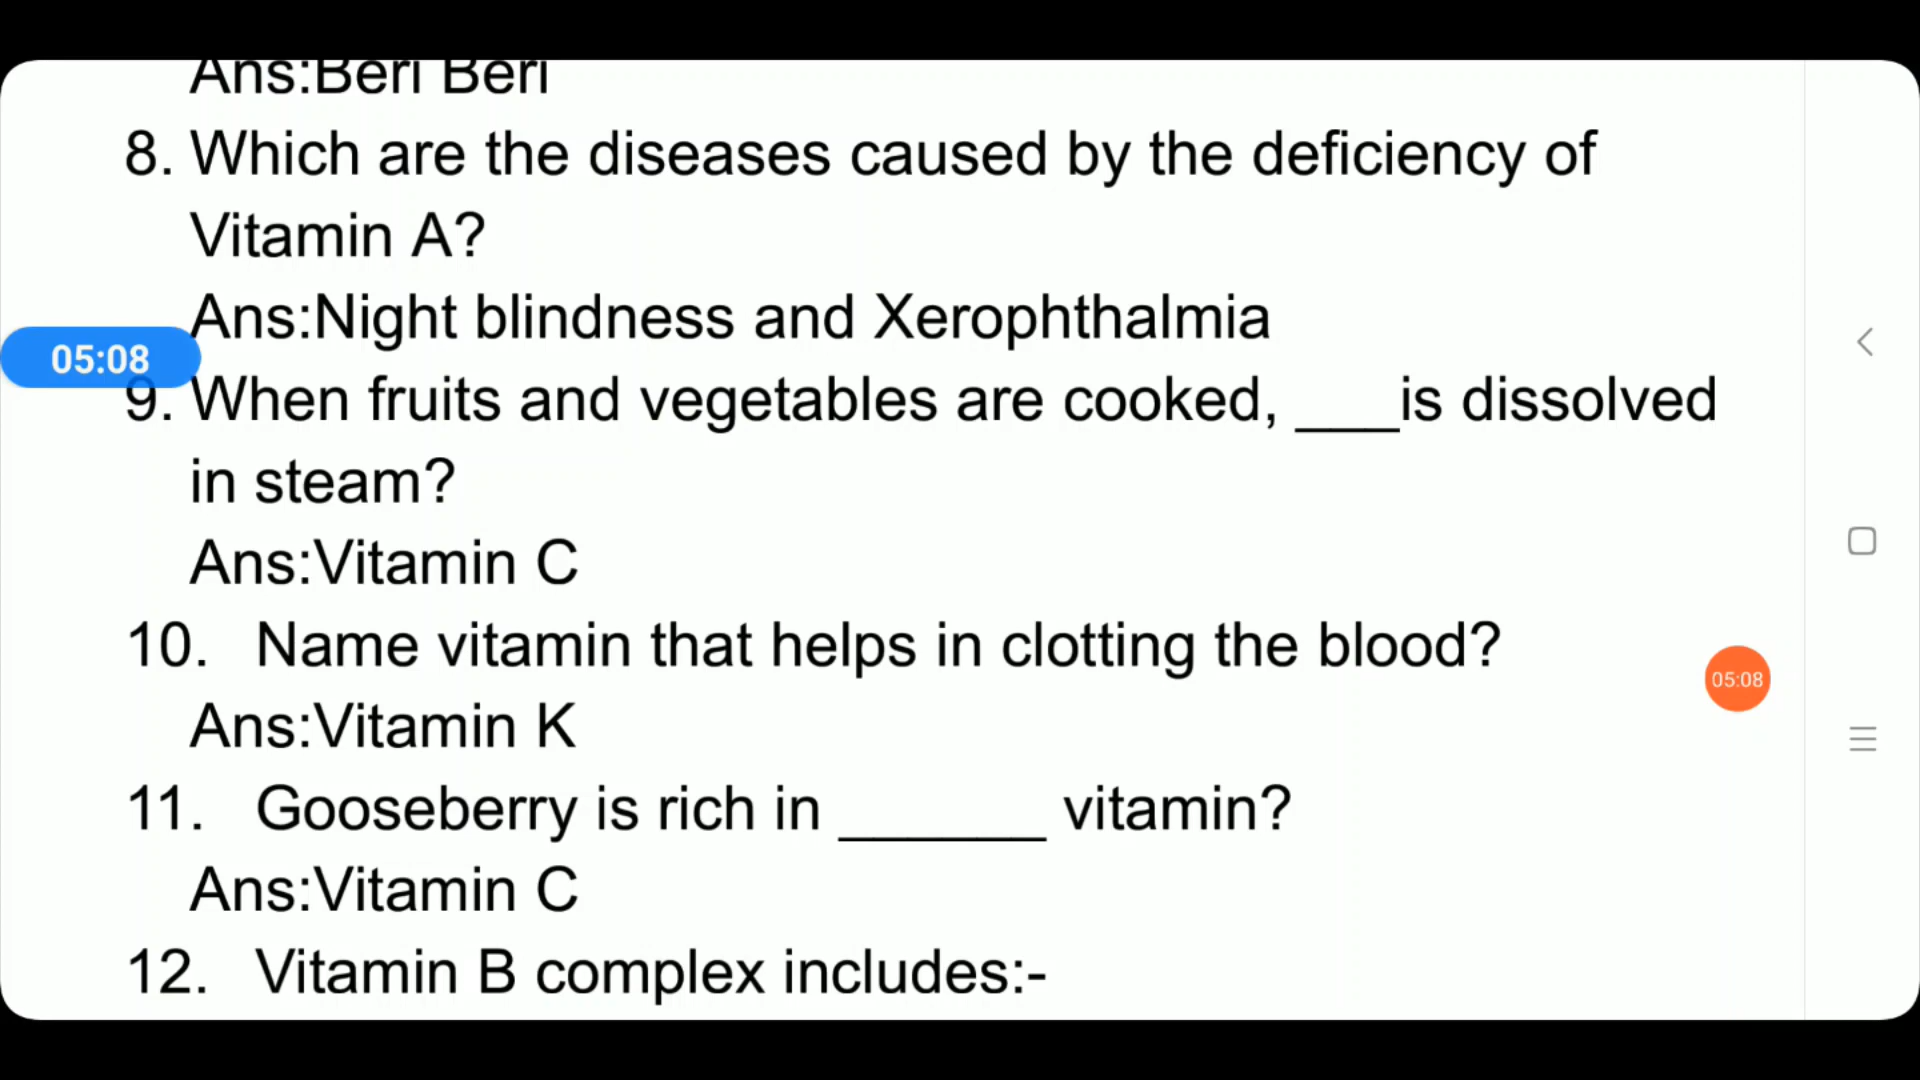 Ans:Beri Beri
8. Which are the diseases caused by the deficiency of
Vitamin A?
Ans:Night blindness and Xerophthalmia
05:08
9. When fruits and vegetables are cooked, ___is dissolved
in steam?
Ans:Vitamin C
10. Name vitamin that helps in clotting the blood?
05:08
Ans:Vitamin K
11. Gooseberry is rich in ______ vitamin?
Ans:Vitamin C
12. Vitamin B complex includes:-